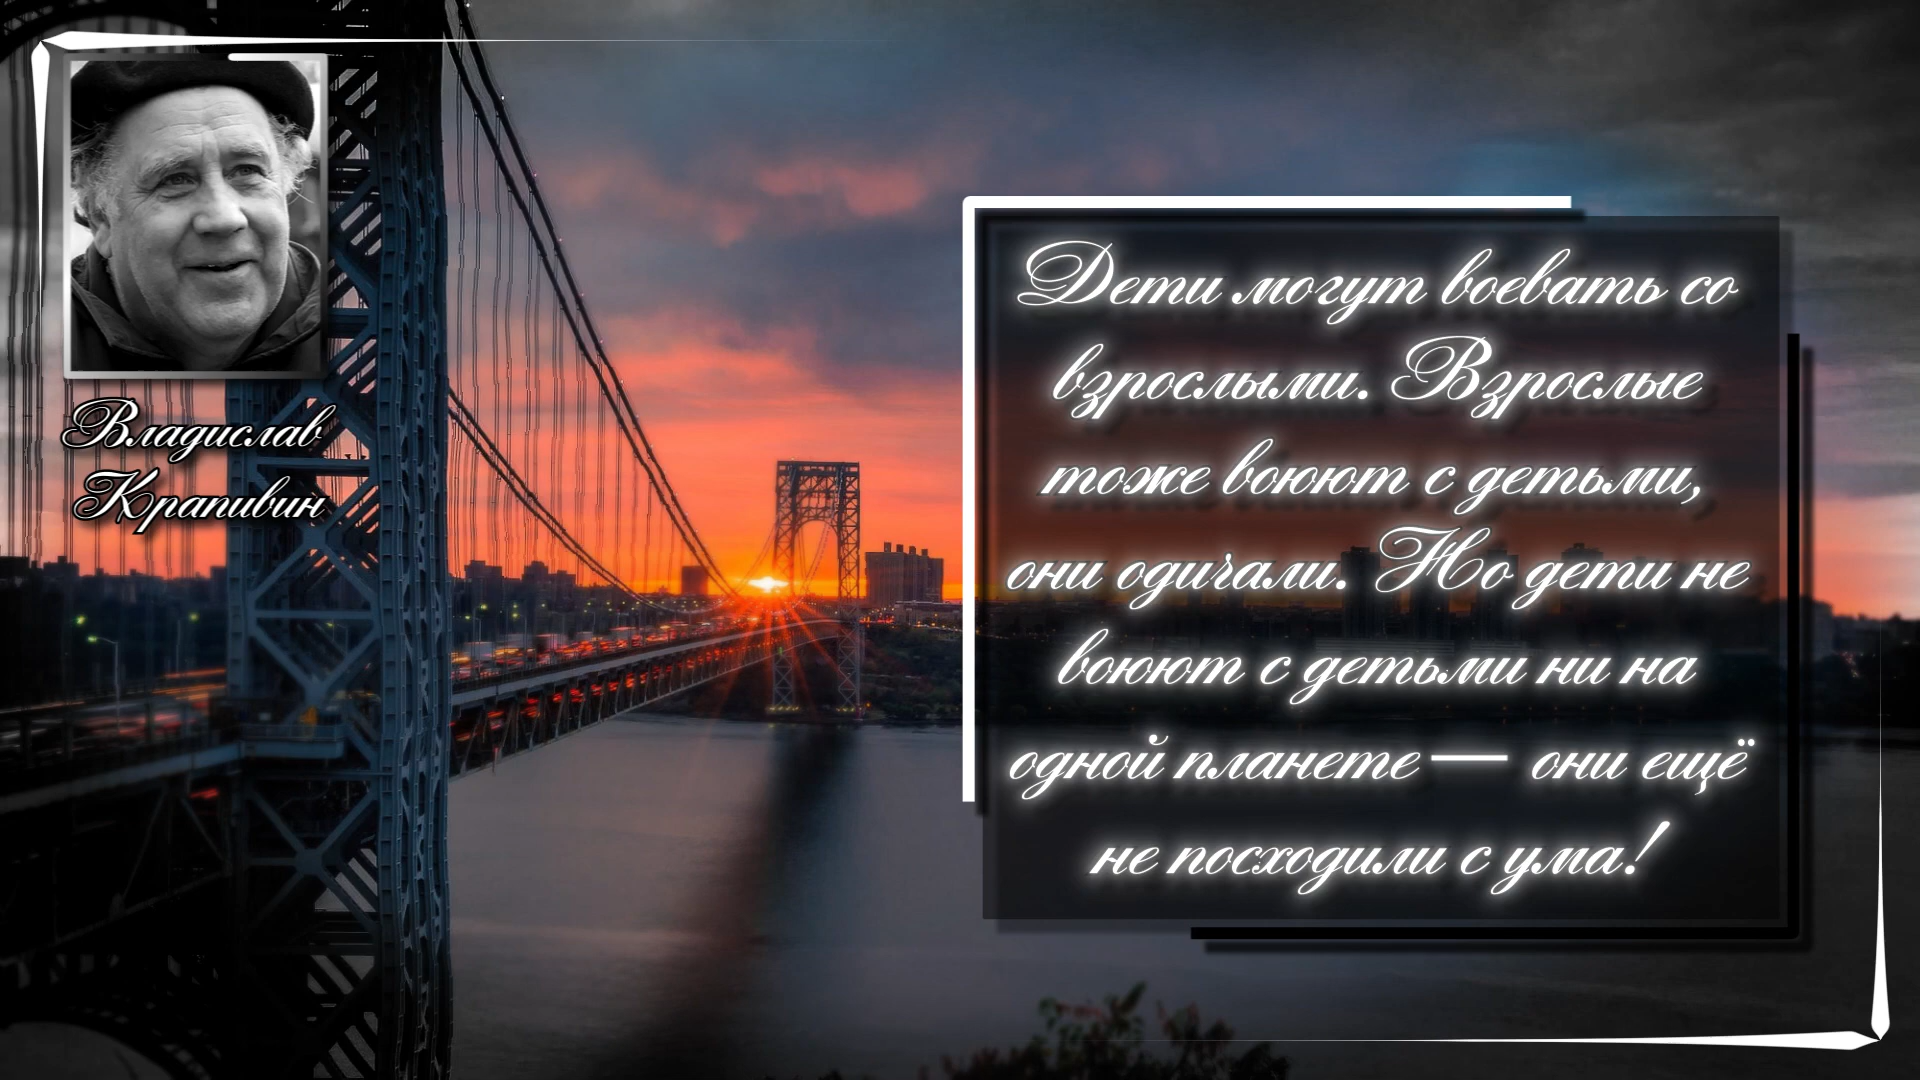 Владислав
Крапивин
Дети могут воевать со
взрослыми. Взрослые
тоже воюют с детьми,
они одичали. Но дети не
воюют с детьми ни на
одной планете — они ещё
не посходили с ума!